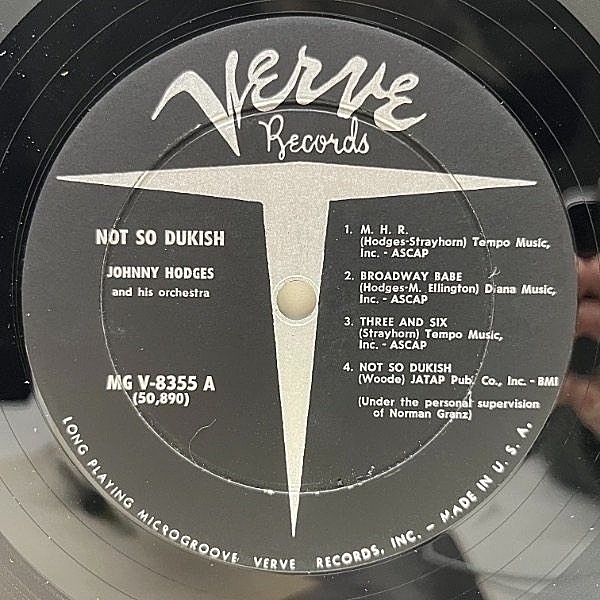 Verve
Records
NOT SO DUKISH
JOHNNY HODGES
and his orchestra
MG V-8355 A
(50,890)
1. M. H. R.
(Hodges-Strayhorn) Tempo Music,
Inc. - ASCAP
2. BROADWAY BABE
(Hodges-M. Ellington) Diana Music,
Inc. - ASCAP
3. THREE AND SIX
(Strayhorn) Tempo Music,
Inc. - ASCAP
4. NOT SO DUKISH
(Woode) JATAP Pub. Co., Inc. - BMI
(Under the personal supervision
of Norman Granz)
LONG PLAYING MICROGROOVE VERVE RECORDS, INC. - MADE IN U. S. A.